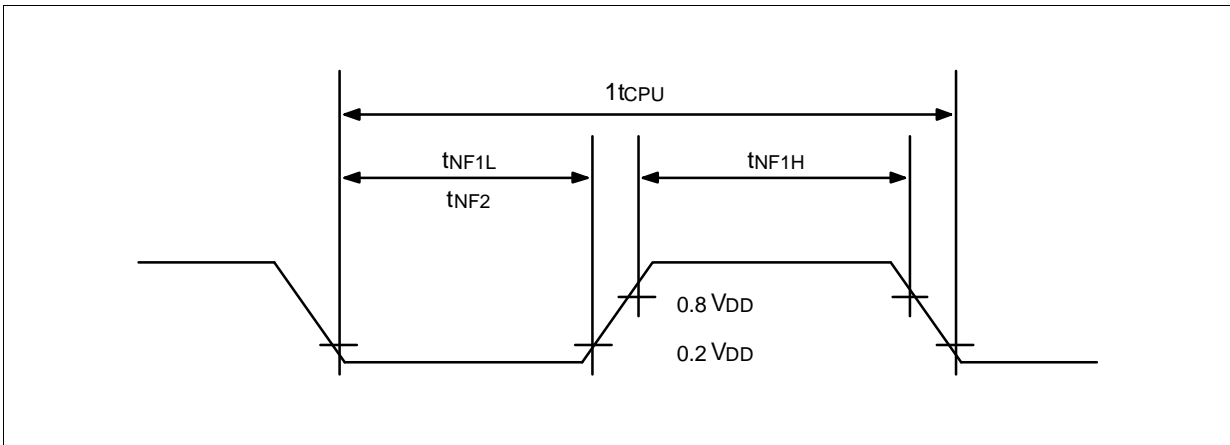 1tCPU
tNF1L
tNF1H
tNF2
0.8 VDD
0.2 VDD